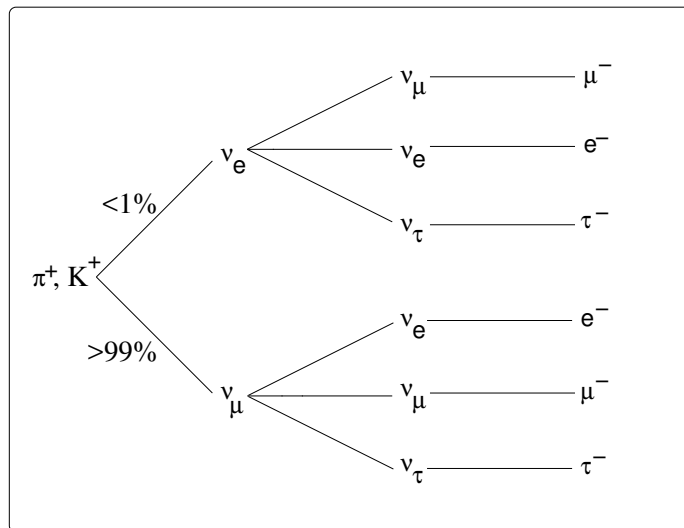 ν_μ μ⁻
ν_e ν_e e⁻
<1%
ν_τ τ⁻
π⁺, K⁺
ν_e e⁻
>99%
ν_μ ν_μ μ⁻
ν_τ τ⁻